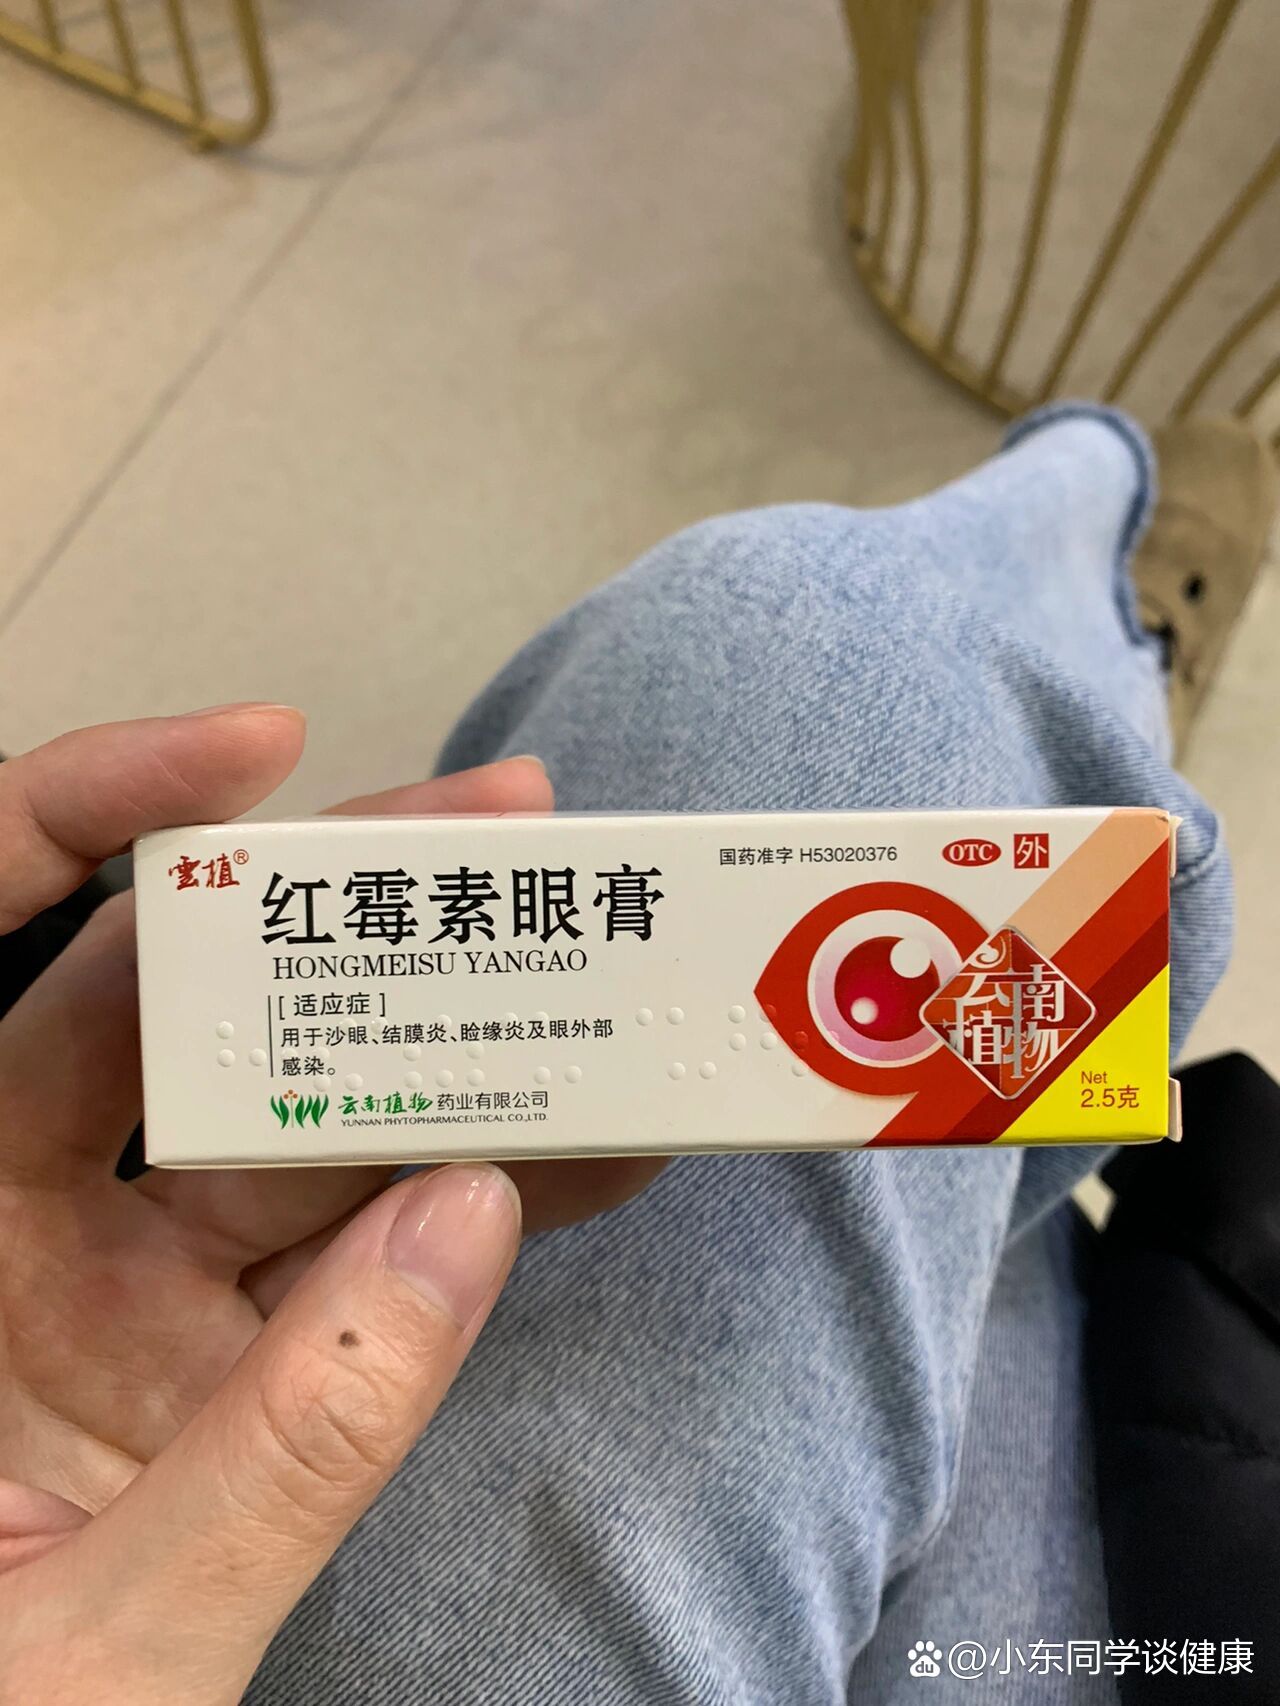 雲植®
国药准字 H53020376
OTC 外
红霉素眼膏
HONGMEISU YANGAO
[ 适应症 ]
用于沙眼、结膜炎、睑缘炎及眼外部
感染。
云南植物
云南植物药业有限公司
YUNNAN PHYTOPHARMACEUTICAL CO.,LTD.
Net
2.5克
du @小东同学谈健康